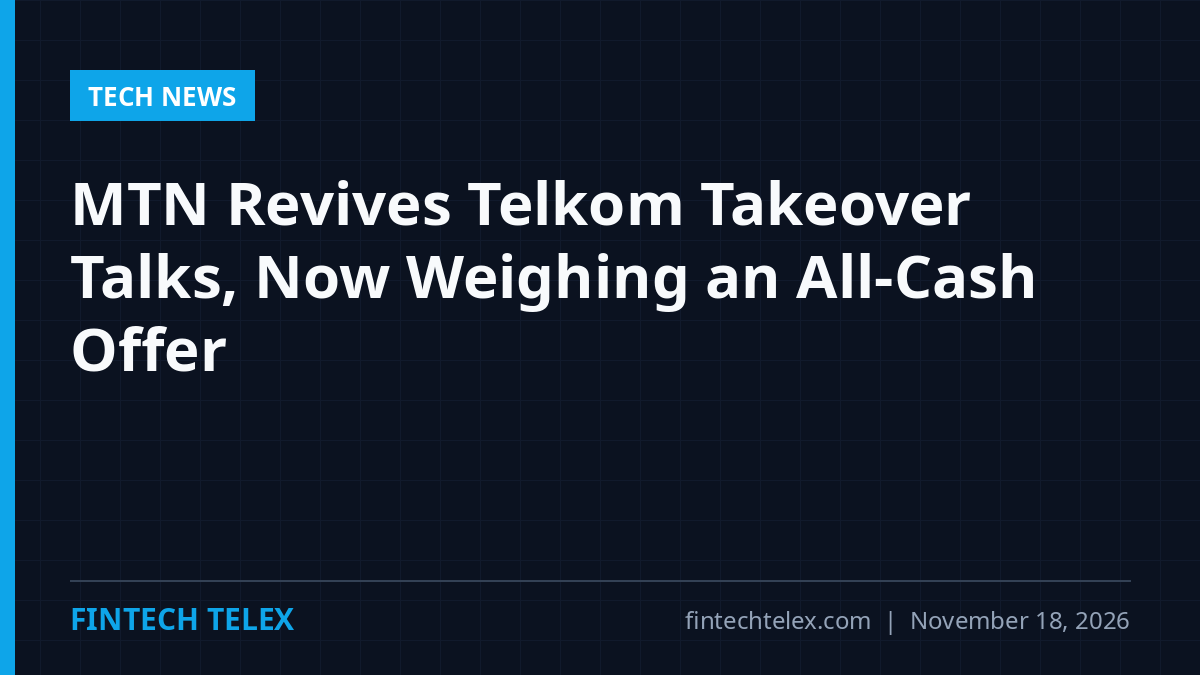 TECH NEWS
MTN Revives Telkom Takeover
Talks, Now Weighing an All-Cash
Offer
FINTECH TELEX
fintechtelex.com | November 18, 2026